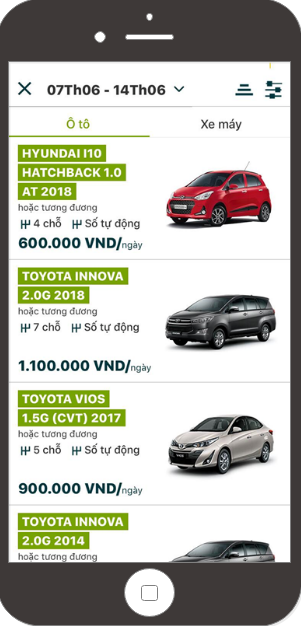 07Th06 - 14Th06
Ô tô
Xe máy
HYUNDAI I10
HATCHBACK 1.0
AT 2018
hoặc tương đương
4 chỗ Số tự động
600.000 VND/ngày
TOYOTA INNOVA
2.0G 2018
hoặc tương đương
7 chỗ Số tự động
1.100.000 VND/ngày
TOYOTA VIOS
1.5G (CVT) 2017
hoặc tương đương
5 chỗ Số tự động
900.000 VND/ngày
TOYOTA INNOVA
2.0G 2014
hoặc tương đương